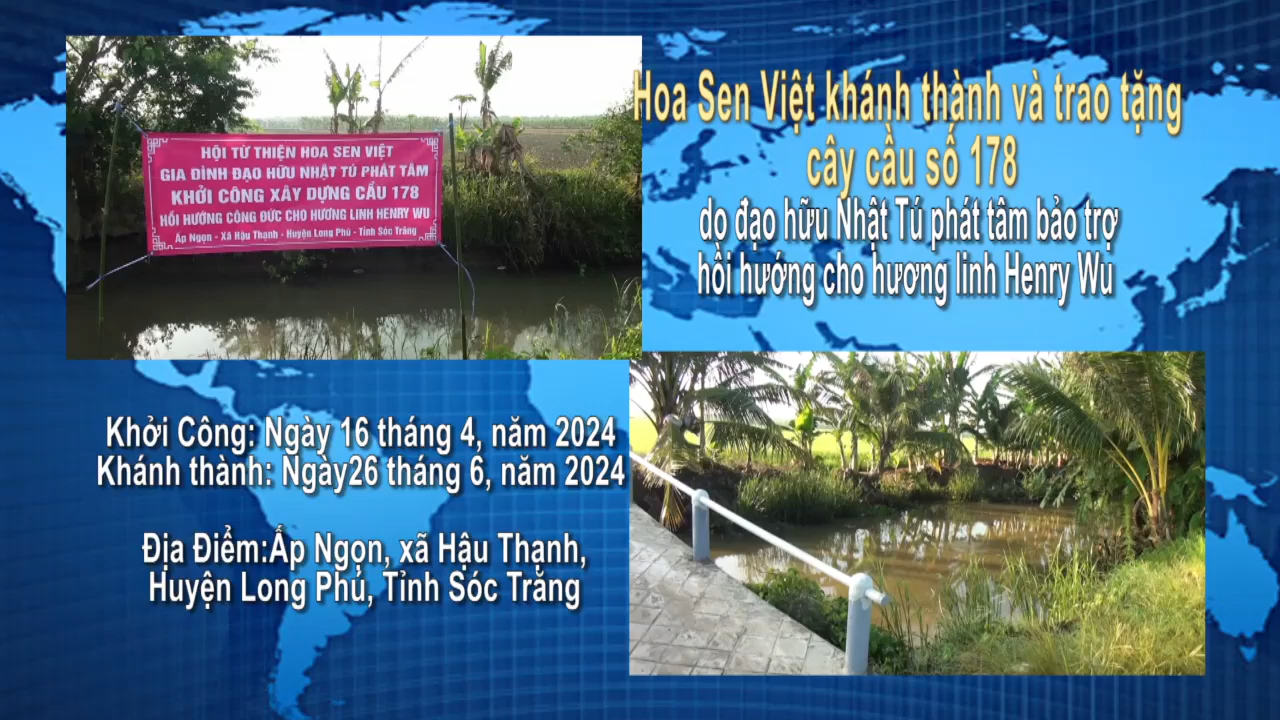 HỘI TỪ THIỆN HOA SEN VIỆT
GIA ĐÌNH ĐẠO HỮU NHẬT TÚ PHÁT TÂM
KHỞI CÔNG XÂY DỰNG CẦU 178
HỒI HƯỚNG CÔNG ĐỨC CHO HƯƠNG LINH HENRY WU
Ấp Ngọn - Xã Hậu Thạnh - Huyện Long Phú - Tỉnh Sóc Trăng
Hoa Sen Việt khánh thành và trao tặng
cây cầu số 178
do đạo hữu Nhật Tú phát tâm bảo trợ
hồi hướng cho hương linh Henry Wu
Khởi Công: Ngày 16 tháng 4, năm 2024
Khánh thành: Ngày26 tháng 6, năm 2024
Địa Điểm:Ấp Ngọn, xã Hậu Thạnh,
Huyện Long Phú, Tỉnh Sóc Trăng